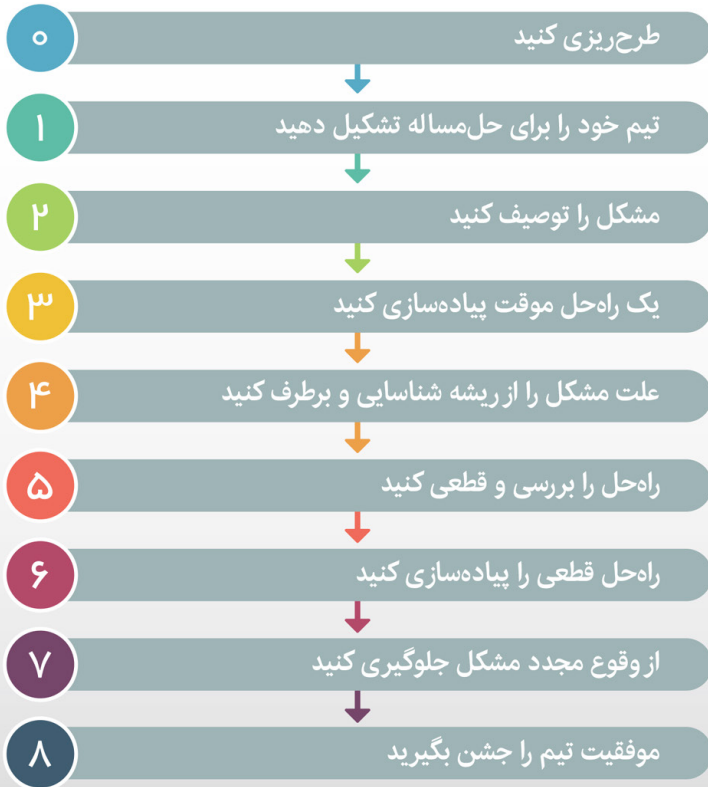 ۰ طرح‌ریزی کنید
۱ تیم خود را برای حل‌مساله تشکیل دهید
۲ مشکل را توصیف کنید
۳ یک راه‌حل موقت پیاده‌سازی کنید
۴ علت مشکل را از ریشه شناسایی و برطرف کنید
۵ راه‌حل را بررسی و قطعی کنید
۶ راه‌حل قطعی را پیاده‌سازی کنید
۷ از وقوع مجدد مشکل جلوگیری کنید
۸ موفقیت تیم را جشن بگیرید